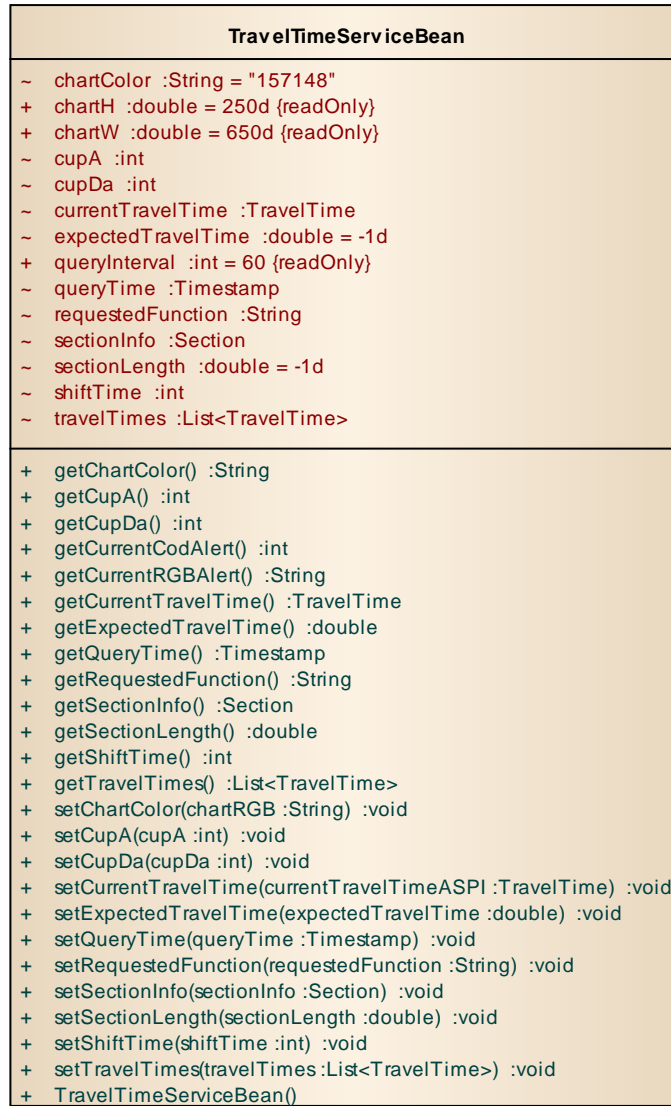 TravelTimeServiceBean
~ chartColor :String = "157148"
+ chartH :double = 250d {readOnly}
+ chartW :double = 650d {readOnly}
~ cupA :int
~ cupDa :int
~ currentTravelTime :TravelTime
~ expectedTravelTime :double = -1d
+ queryInterval :int = 60 {readOnly}
~ queryTime :Timestamp
~ requestedFunction :String
~ sectionInfo :Section
~ sectionLength :double = -1d
~ shiftTime :int
~ travelTimes :List<TravelTime>
+ getChartColor() :String
+ getCupA() :int
+ getCupDa() :int
+ getCurrentCodAlert() :int
+ getCurrentRGBAlert() :String
+ getCurrentTravelTime() :TravelTime
+ getExpectedTravelTime() :double
+ getQueryTime() :Timestamp
+ getRequestedFunction() :String
+ getSectionInfo() :Section
+ getSectionLength() :double
+ getShiftTime() :int
+ getTravelTimes() :List<TravelTime>
+ setChartColor(chartRGB :String) :void
+ setCupA(cupA :int) :void
+ setCupDa(cupDa :int) :void
+ setCurrentTravelTime(currentTravelTimeASPI :TravelTime) :void
+ setExpectedTravelTime(expectedTravelTime :double) :void
+ setQueryTime(queryTime :Timestamp) :void
+ setRequestedFunction(requestedFunction :String) :void
+ setSectionInfo(sectionInfo :Section) :void
+ setSectionLength(sectionLength :double) :void
+ setShiftTime(shiftTime :int) :void
+ setTravelTimes(travelTimes :List<TravelTime>) :void
+ TravelTimeServiceBean()